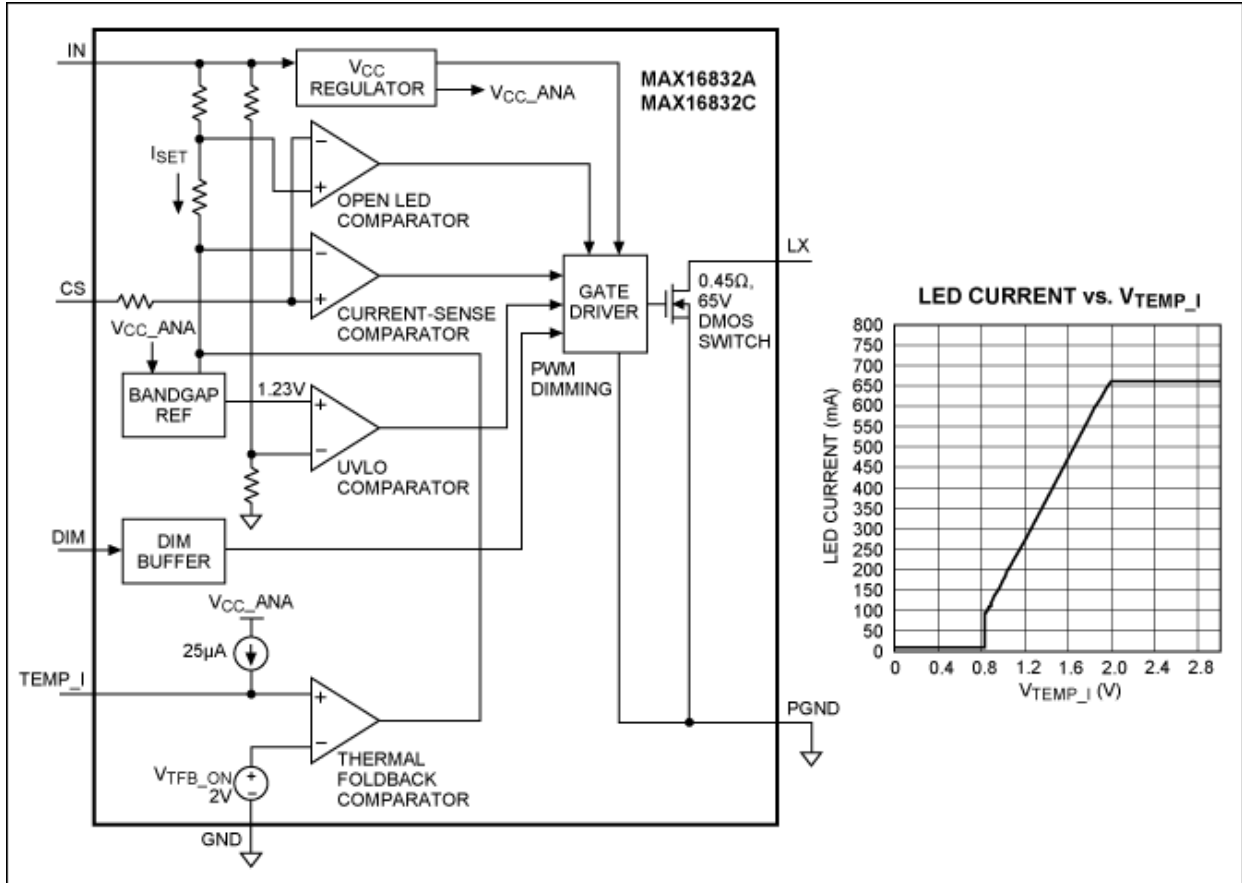 IN
VCC
REGULATOR
VCC_ANA
MAX16832A
MAX16832C
ISET
−
+
OPEN LED
COMPARATOR
CS
−
+
CURRENT-SENSE
COMPARATOR
GATE
DRIVER
LX
0.45Ω,
65V
DMOS
SWITCH
VCC_ANA
BANDGAP
REF
1.23V
+
−
UVLO
COMPARATOR
PWM
DIMMING
DIM
DIM
BUFFER
VCC_ANA
25µA
TEMP_I
+
−
THERMAL
FOLDBACK
COMPARATOR
VTFB_ON
2V
+
−
GND
PGND
LED CURRENT vs. VTEMP_I
LED CURRENT (mA)
800
750
700
650
600
550
500
450
400
350
300
250
200
150
100
50
0
0 0.4 0.8 1.2 1.6 2.0 2.4 2.8
VTEMP_I (V)